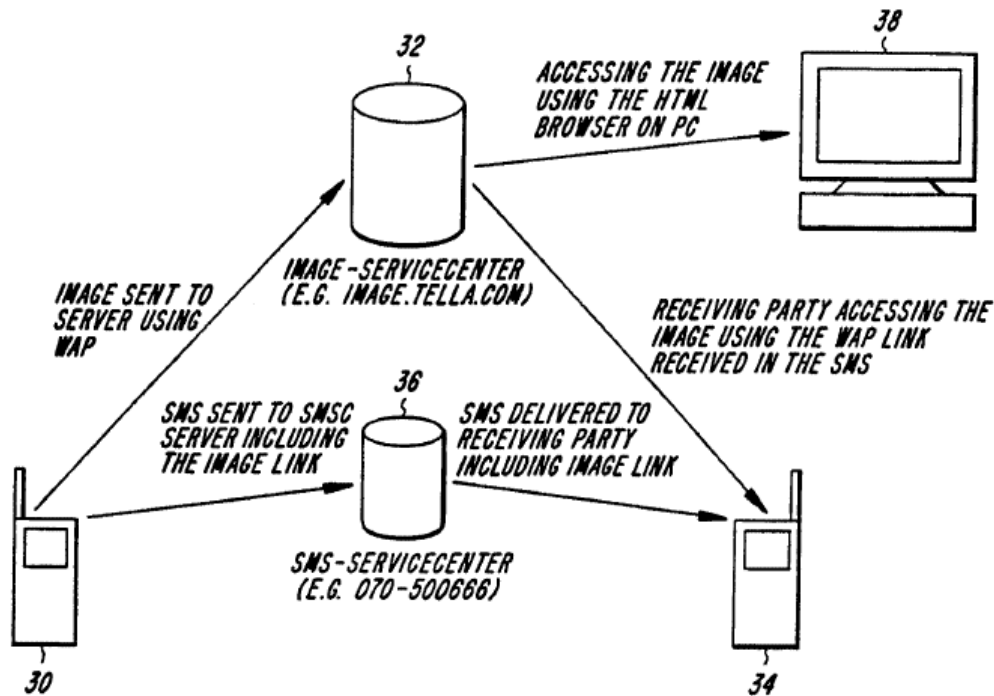 32
38
ACCESSING THE IMAGE
USING THE HTML
BROWSER ON PC
IMAGE-SERVICECENTER
(E.G. IMAGE.TELLA.COM)
IMAGE SENT TO
SERVER USING
WAP
RECEIVING PARTY ACCESSING THE
IMAGE USING THE WAP LINK
RECEIVED IN THE SMS
36
SMS SENT TO SMSC
SERVER INCLUDING
THE IMAGE LINK
SMS DELIVERED TO
RECEIVING PARTY
INCLUDING IMAGE LINK
SMS-SERVICECENTER
(E.G. 070-500666)
30
34